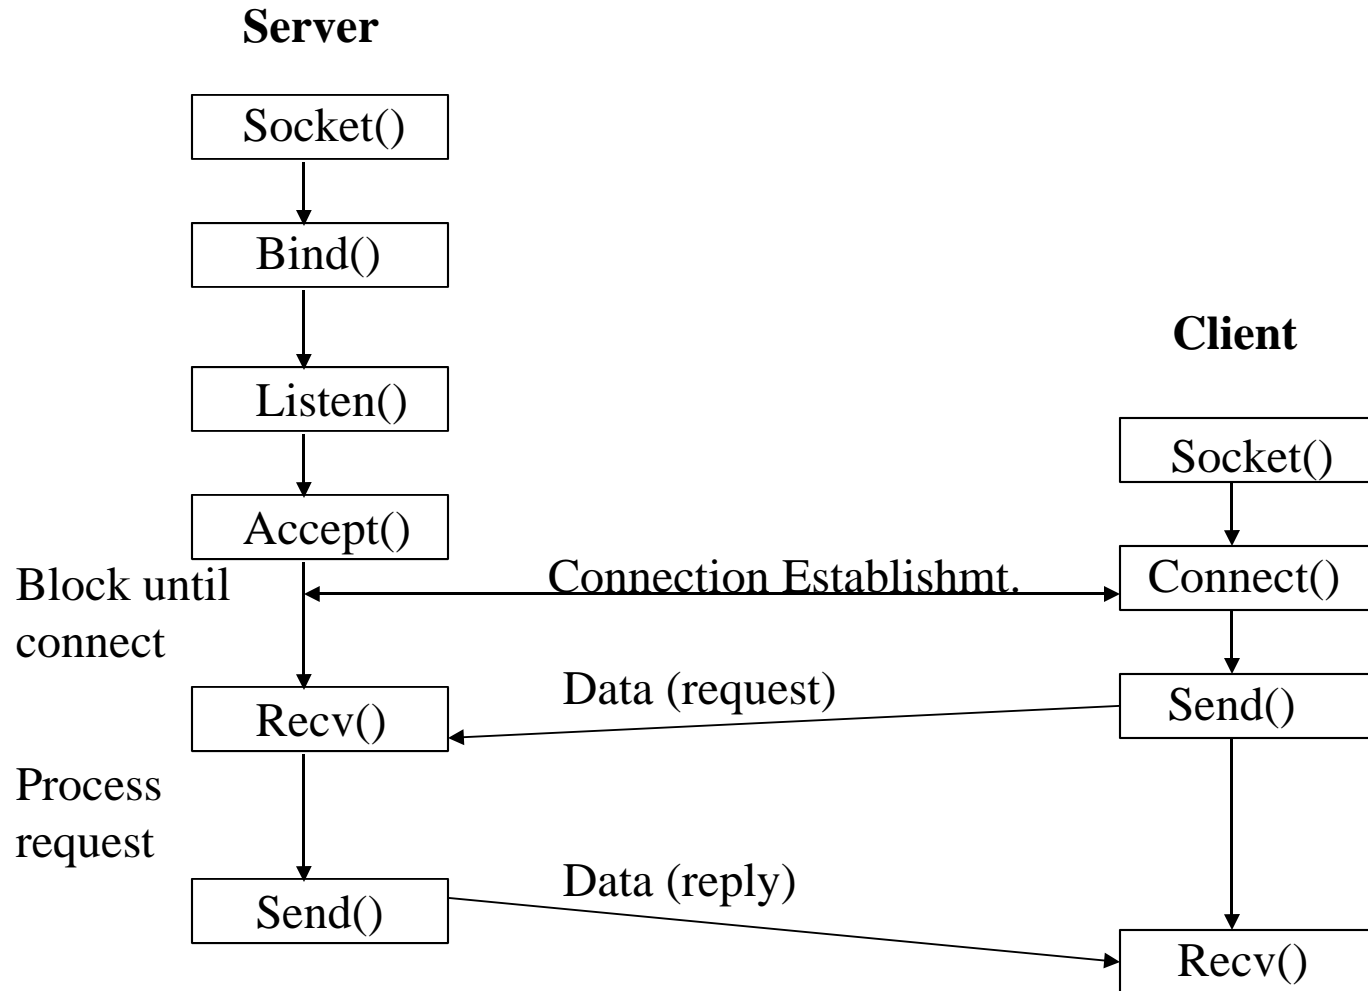 Server
Socket()
Bind()
Client
Listen()
Socket()
Accept()
Block until
connect
Connection Establishmt.
Connect()
Data (request)
Send()
Recv()
Process
request
Data (reply)
Send()
Recv()